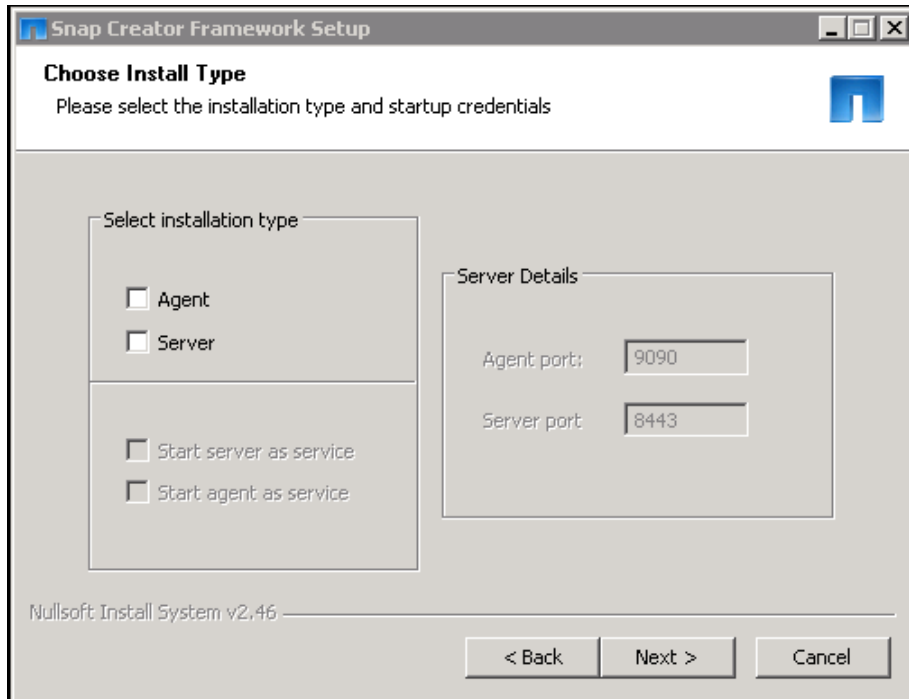 Snap Creator Framework Setup
Choose Install Type
Please select the installation type and startup credentials
Select installation type
Agent
Server
Start server as service
Start agent as service
Server Details
Agent port: 9090
Server port 8443
Nullsoft Install System v2.46
< Back Next > Cancel